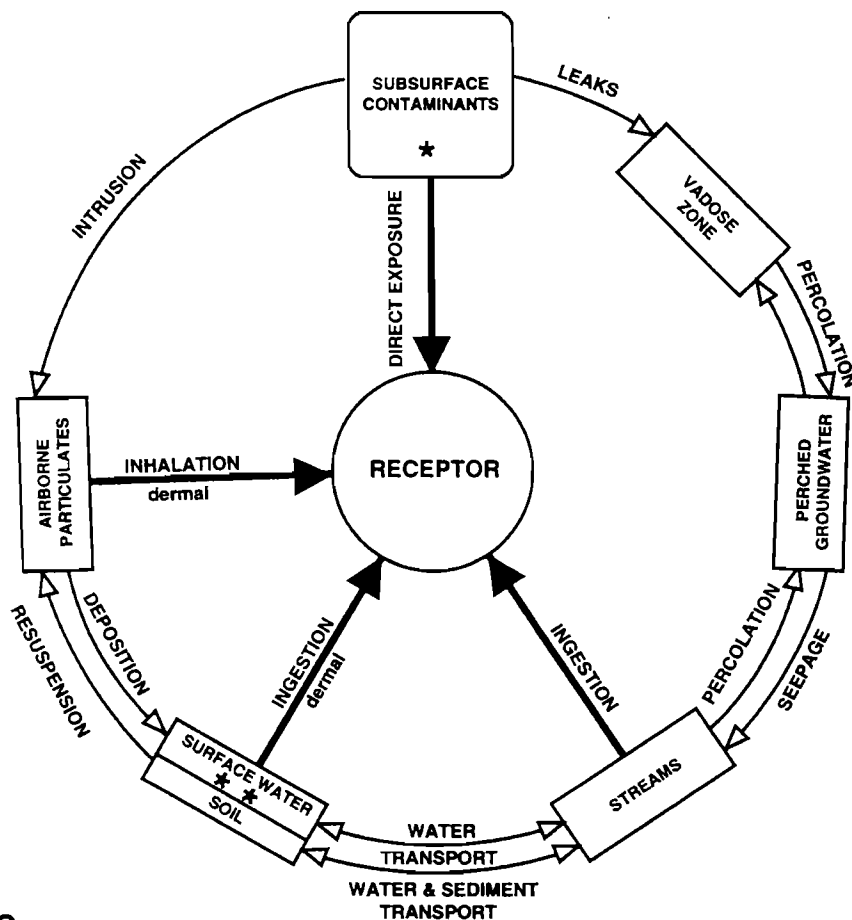 SUBSURFACE
CONTAMINANTS
*
LEAKS
VADOSE
ZONE
INTRUSION
DIRECT EXPOSURE
PERCOLATION
AIRBORNE
PARTICULATES
INHALATION
dermal
RECEPTOR
PERCHED
GROUNDWATER
RESUSPENSION
DEPOSITION
INGESTION
dermal
INGESTION
PERCOLATION
SEEPAGE
SURFACE WATER
* *
SOIL
STREAMS
WATER
TRANSPORT
WATER & SEDIMENT
TRANSPORT